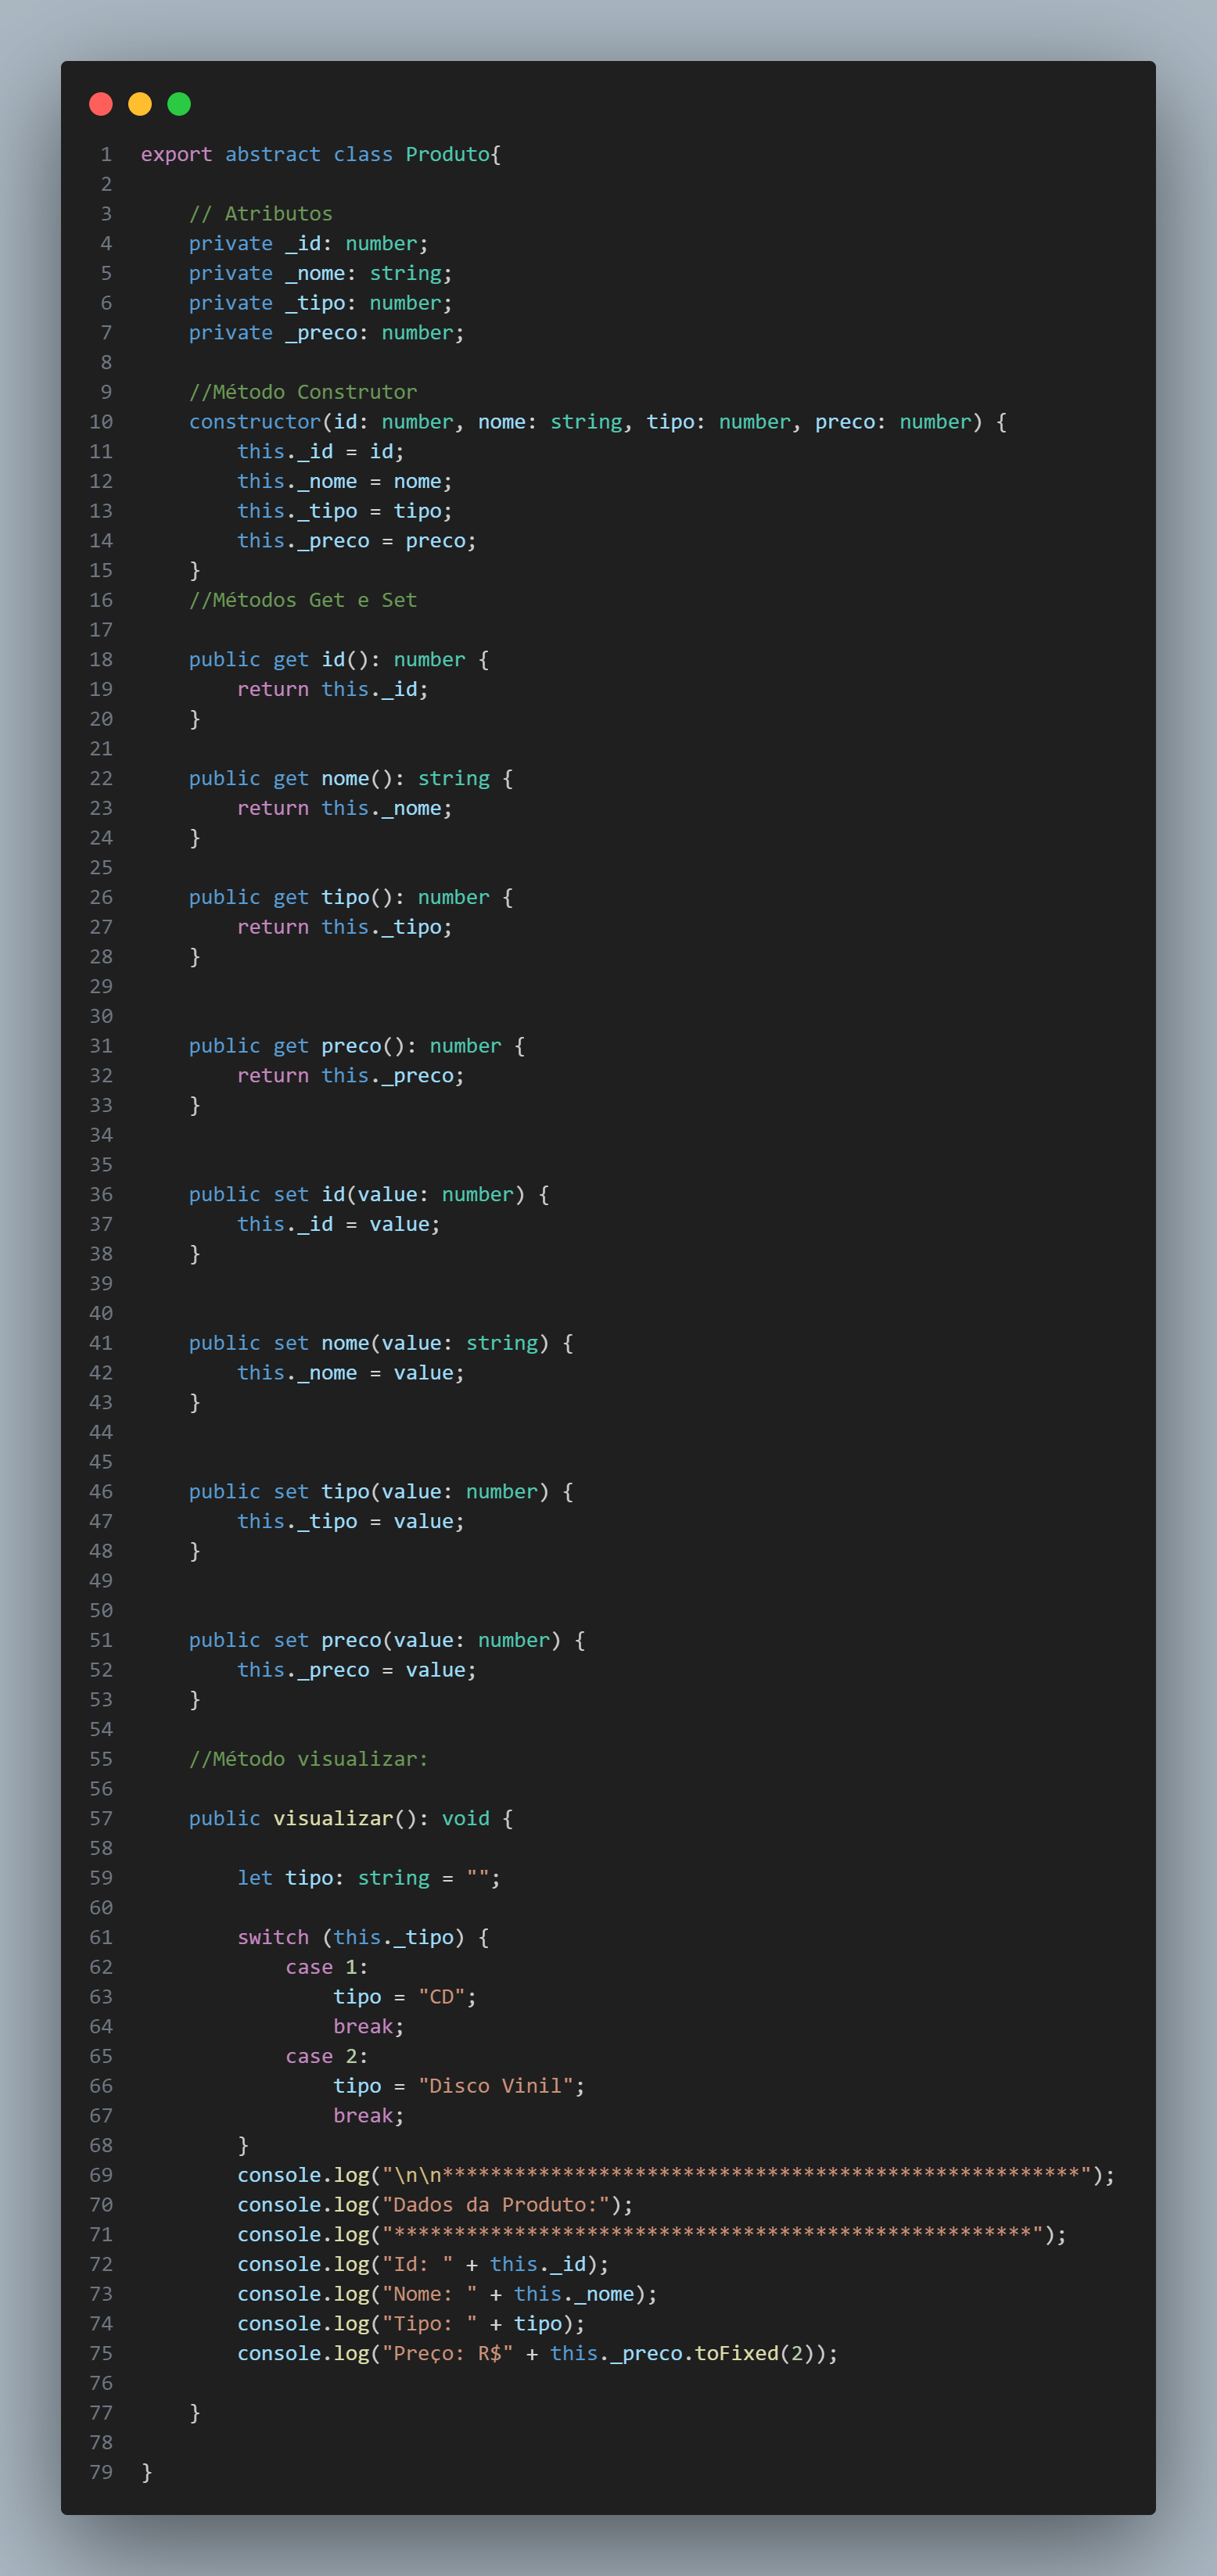 1 export abstract class Produto{
2
3     // Atributos
4     private _id: number;
5     private _nome: string;
6     private _tipo: number;
7     private _preco: number;
8
9     //Método Construtor
10     constructor(id: number, nome: string, tipo: number, preco: number) {
11         this._id = id;
12         this._nome = nome;
13         this._tipo = tipo;
14         this._preco = preco;
15     }
16     //Métodos Get e Set
17
18     public get id(): number {
19         return this._id;
20     }
21
22     public get nome(): string {
23         return this._nome;
24     }
25
26     public get tipo(): number {
27         return this._tipo;
28     }
29
30
31     public get preco(): number {
32         return this._preco;
33     }
34
35
36     public set id(value: number) {
37         this._id = value;
38     }
39
40
41     public set nome(value: string) {
42         this._nome = value;
43     }
44
45
46     public set tipo(value: number) {
47         this._tipo = value;
48     }
49
50
51     public set preco(value: number) {
52         this._preco = value;
53     }
54
55     //Método visualizar:
56
57     public visualizar(): void {
58
59         let tipo: string = "";
60
61         switch (this._tipo) {
62             case 1:
63                 tipo = "CD";
64                 break;
65             case 2:
66                 tipo = "Disco Vinil";
67                 break;
68         }
69         console.log("\n\n*****************************************************");
70         console.log("Dados da Produto:");
71         console.log("*****************************************************");
72         console.log("Id: " + this._id);
73         console.log("Nome: " + this._nome);
74         console.log("Tipo: " + tipo);
75         console.log("Preço: R$" + this._preco.toFixed(2));
76
77     }
78
79 }